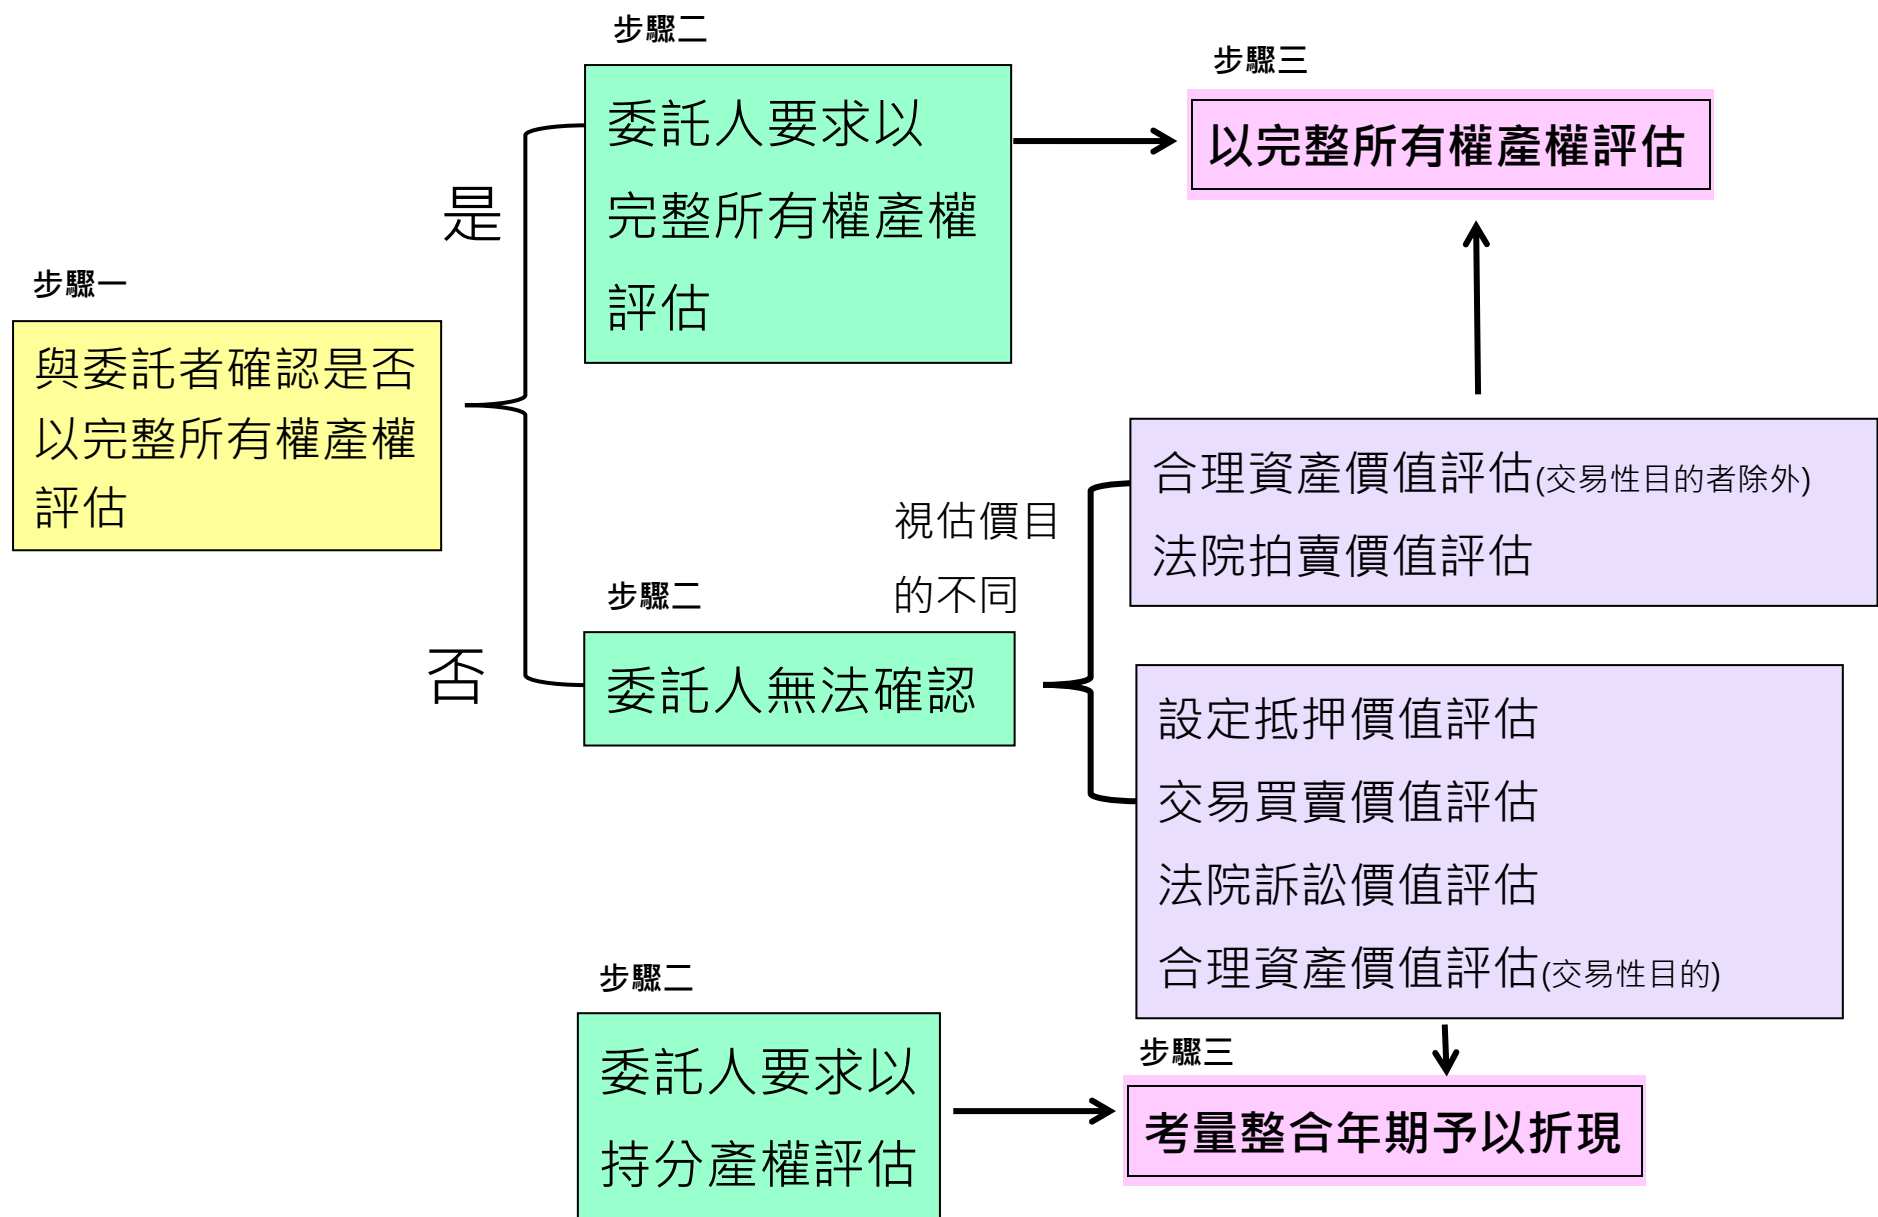 步驟一
與委託者確認是否
以完整所有權產權
評估
是
否
步驟二
委託人要求以
完整所有權產權
評估
步驟三
以完整所有權產權評估
步驟二
委託人無法確認
視估價目
的不同
合理資產價值評估(交易性目的者除外)
法院拍賣價值評估
設定抵押價值評估
交易買賣價值評估
法院訴訟價值評估
合理資產價值評估(交易性目的)
步驟二
委託人要求以
持分產權評估
步驟三
考量整合年期予以折現